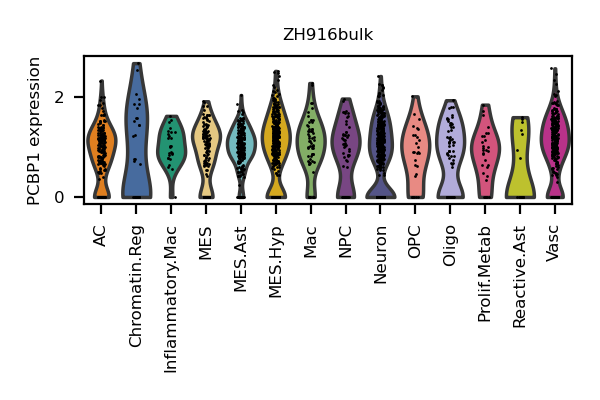 ZH916bulk
PCBP1 expression
2
0
AC
Chromatin.Reg
Inflammatory.Mac
MES
MES.Ast
MES.Hyp
Mac
NPC
Neuron
OPC
Oligo
Prolif.Metab
Reactive.Ast
Vasc